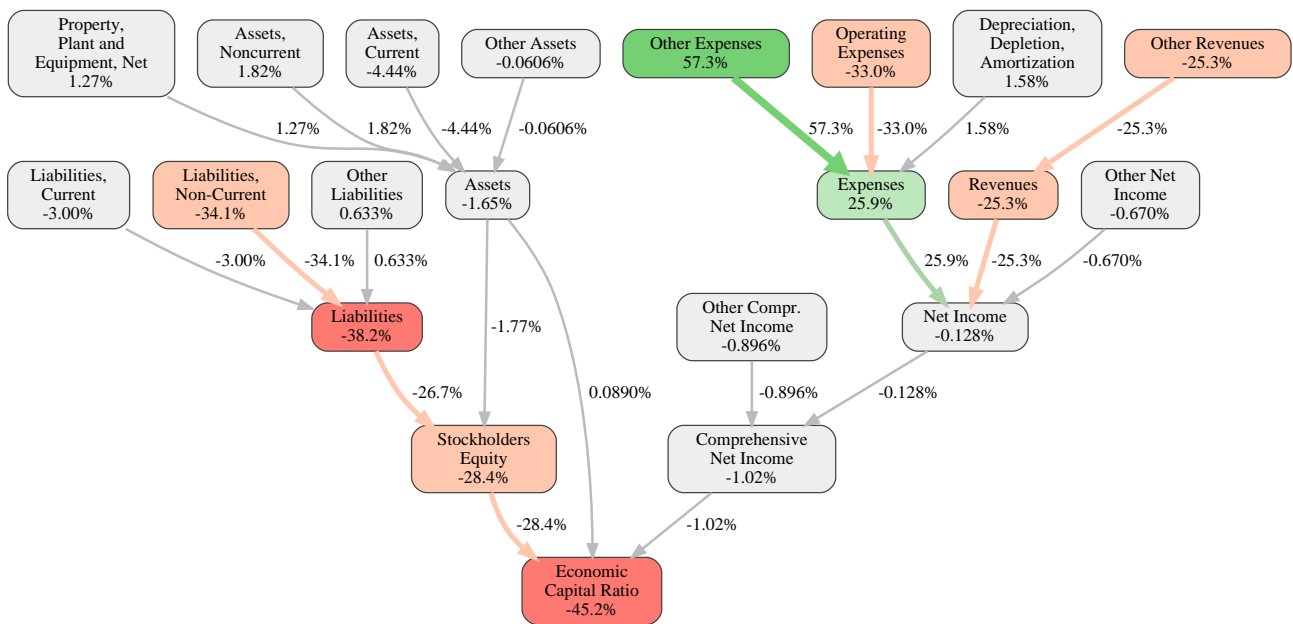 Property,
Plant and
Equipment, Net
1.27%
Assets,
Noncurrent
1.82%
Assets,
Current
-4.44%
Other Assets
-0.0606%
Other Expenses
57.3%
Operating
Expenses
-33.0%
Depreciation,
Depletion,
Amortization
1.58%
Other Revenues
-25.3%
1.27%
1.82%
-4.44%
-0.0606%
57.3%
-33.0%
1.58%
-25.3%
Liabilities,
Current
-3.00%
Liabilities,
Non-Current
-34.1%
Other
Liabilities
0.633%
Assets
-1.65%
Expenses
25.9%
Revenues
-25.3%
Other Net
Income
-0.670%
-3.00%
-34.1%
0.633%
25.9%
-25.3%
-0.670%
Liabilities
-38.2%
-1.77%
Other Compr.
Net Income
-0.896%
Net Income
-0.128%
-26.7%
0.0890%
-0.896%
-0.128%
Stockholders
Equity
-28.4%
Comprehensive
Net Income
-1.02%
-28.4%
-1.02%
Economic
Capital Ratio
-45.2%